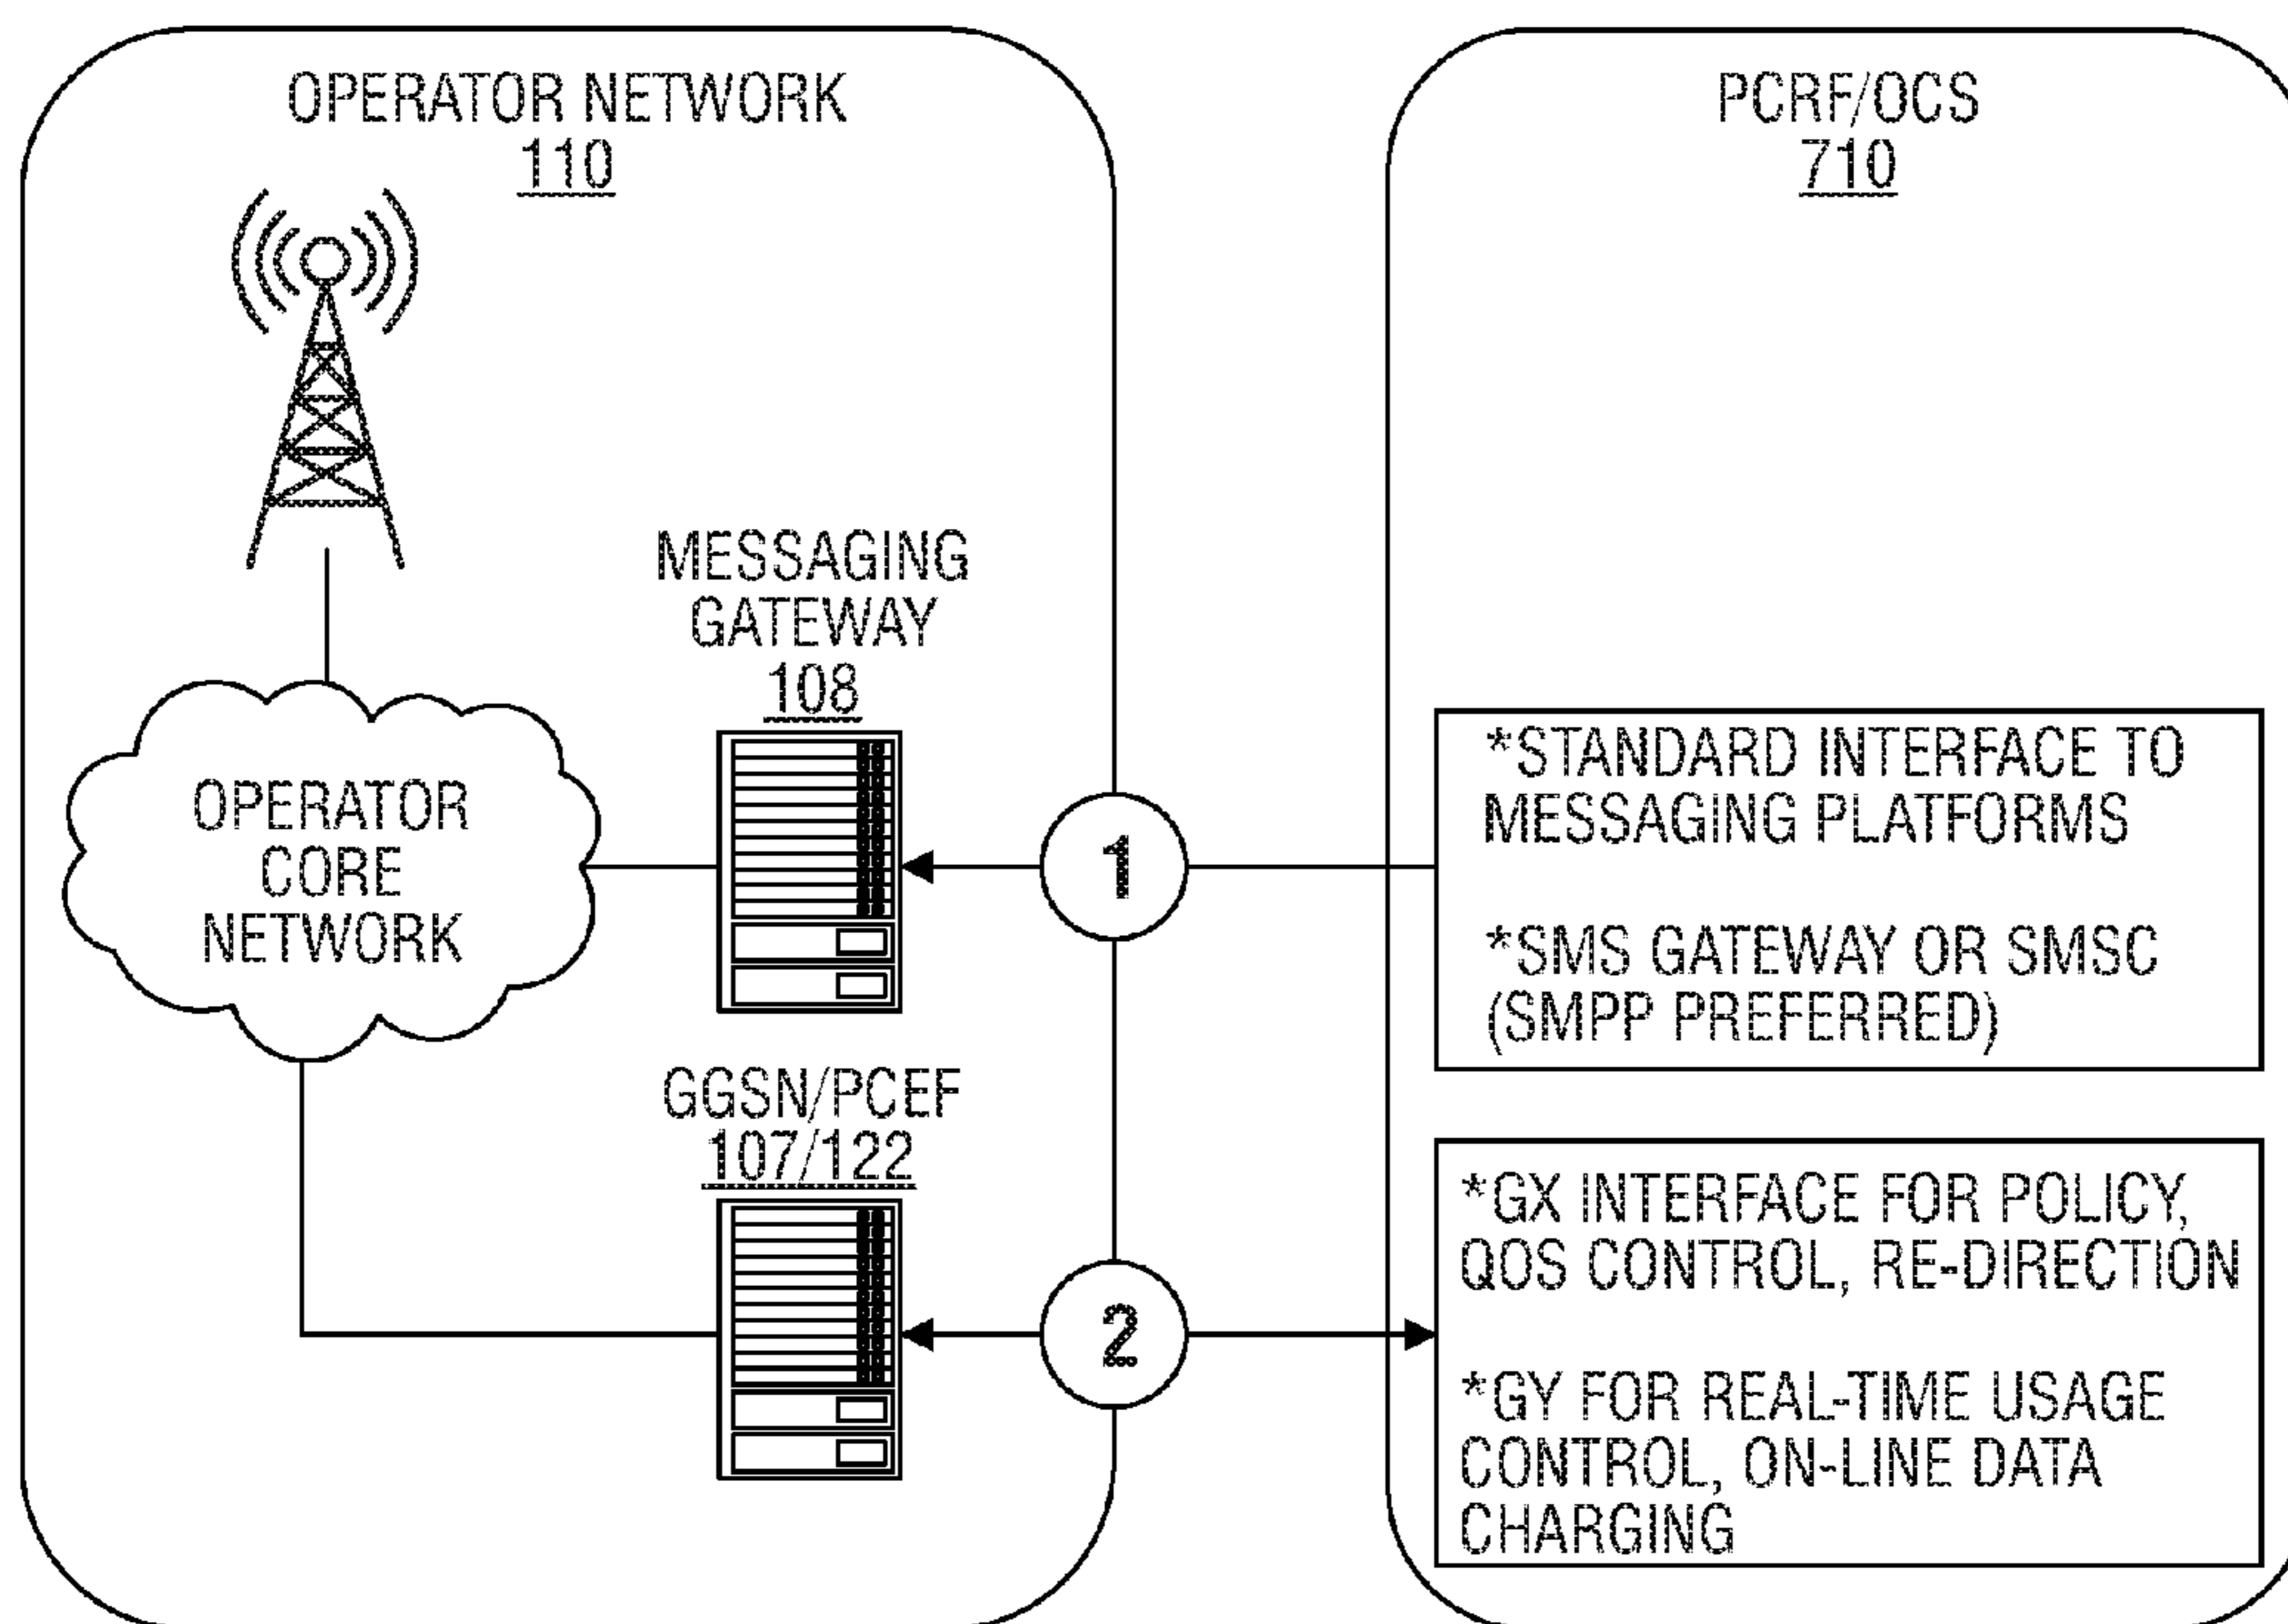 OPERATOR NETWORK
110
MESSAGING
GATEWAY
108
OPERATOR
CORE
NETWORK
GGSN/PCEF
107/122
1
2
PCRF/OCS
710
*STANDARD INTERFACE TO
MESSAGING PLATFORMS
*SMS GATEWAY OR SMSC
(SMPP PREFERRED)
*GX INTERFACE FOR POLICY,
QOS CONTROL, RE-DIRECTION
*GY FOR REAL-TIME USAGE
CONTROL, ON-LINE DATA
CHARGING